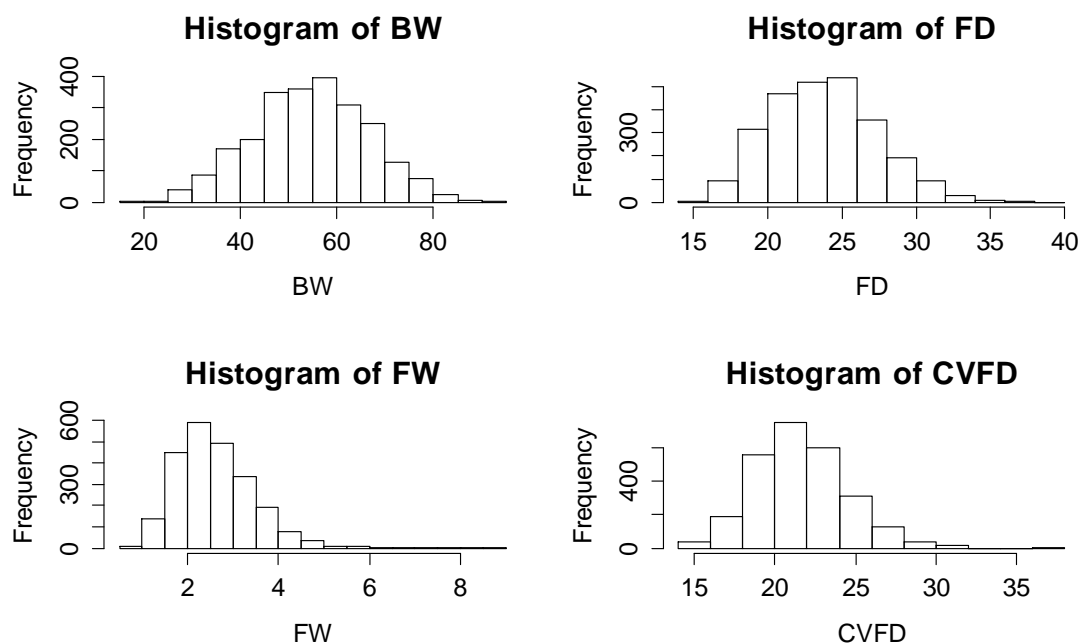 Histogram of BW
Frequency
0 200 400
20 40 60 80
BW
Histogram of FD
Frequency
0 300
15 20 25 30 35 40
FD
Histogram of FW
Frequency
0 300 600
2 4 6 8
FW
Histogram of CVFD
Frequency
0 400
15 20 25 30 35
CVFD